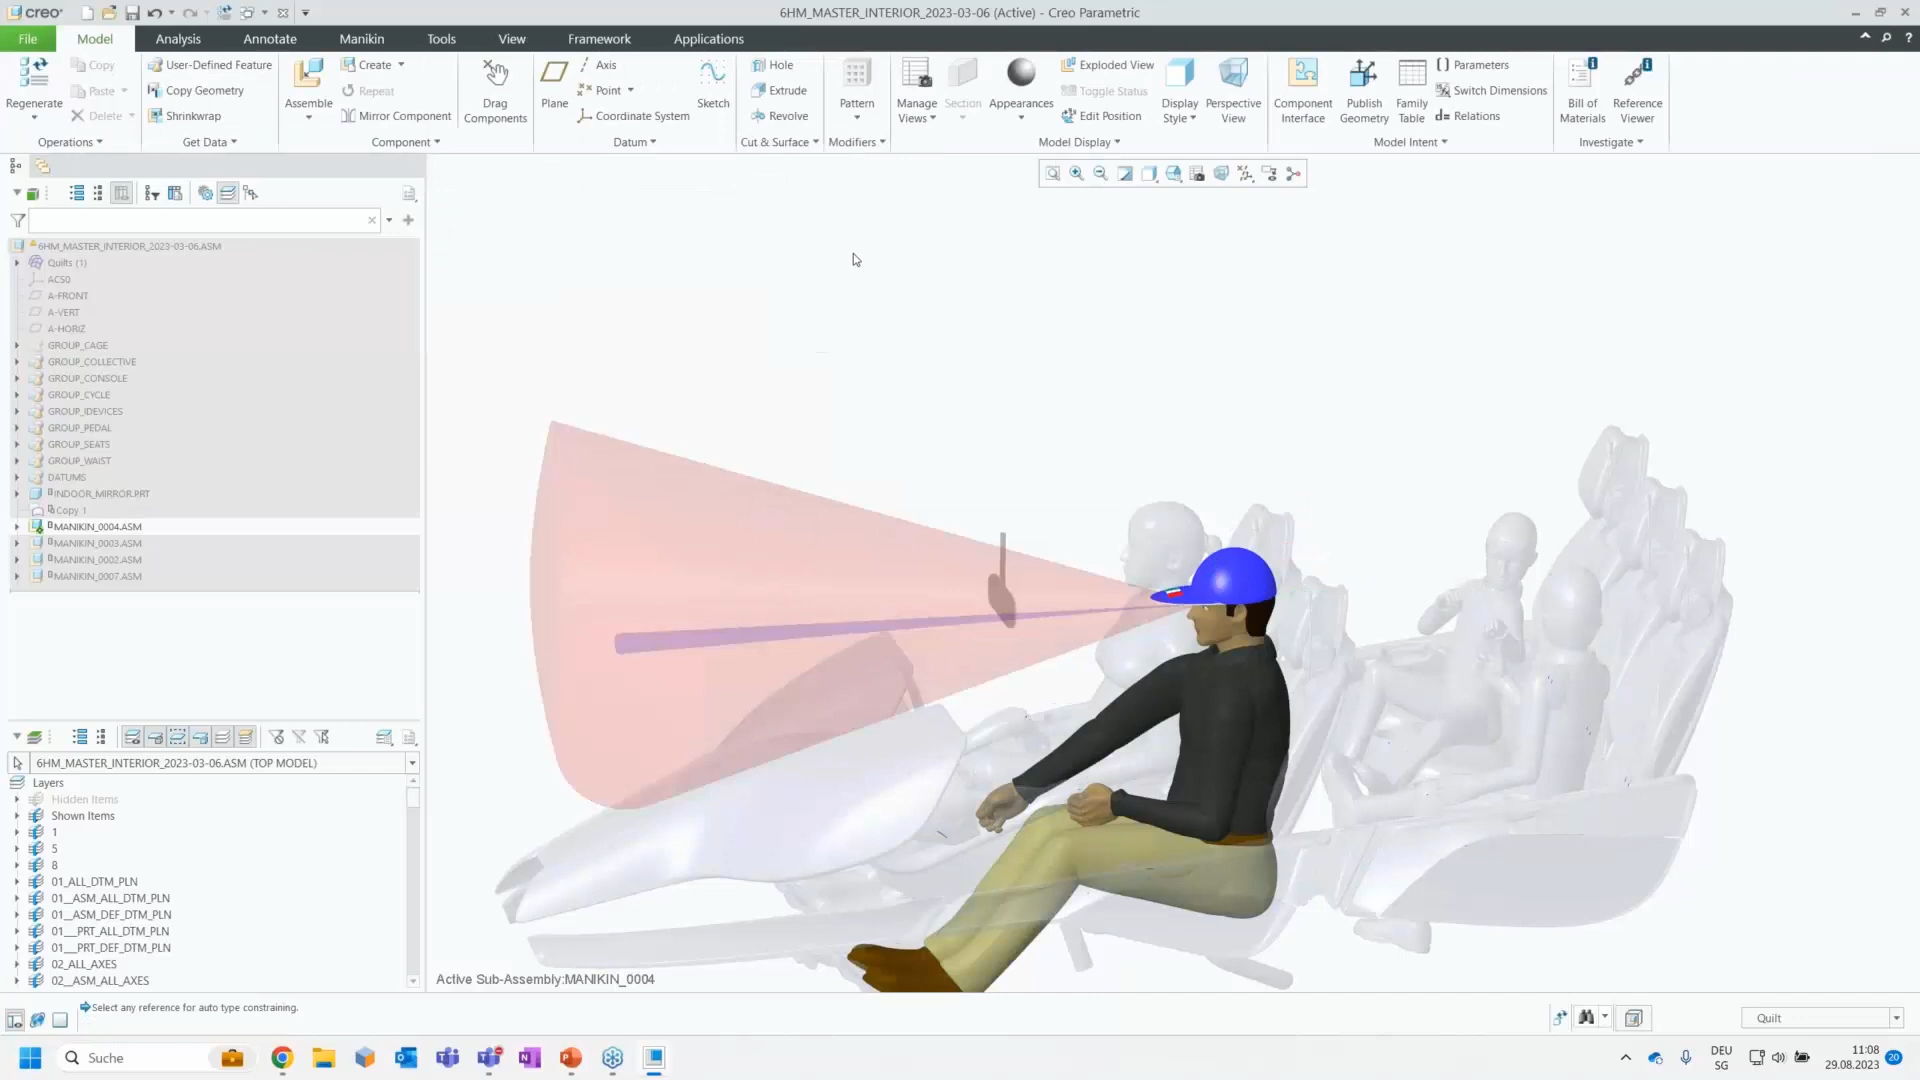 creo
6HM_MASTER_INTERIOR_2023-03-06 (Active) - Creo Parametric
File
Model
Analysis
Annotate
Manikin
Tools
View
Framework
Applications
Regenerate
Copy
Paste
Delete
Operations
User-Defined Feature
Copy Geometry
Shrinkwrap
Get Data
Assemble
Create
Repeat
Mirror Component
Component
Drag
Components
Plane
Axis
Point
Coordinate System
Sketch
Datum
Hole
Extrude
Revolve
Cut & Surface
Pattern
Modifiers
Manage
Views
Section
Appearances
Exploded View
Toggle Status
Edit Position
Display
Style
Perspective
View
Model Display
Component
Interface
Publish
Geometry
Family
Table
Parameters
Switch Dimensions
d= Relations
Model Intent
Bill of
Materials
Reference
Viewer
Investigate
6HM_MASTER_INTERIOR_2023-03-06.ASM
Quilts (1)
ACS0
A-FRONT
A-VERT
A-HORIZ
GROUP_CAGE
GROUP_COLLECTIVE
GROUP_CONSOLE
GROUP_CYCLE
GROUP_IDEVICES
GROUP_PEDAL
GROUP_SEATS
GROUP_WAIST
DATUMS
INDOOR_MIRROR.PRT
Copy 1
MANIKIN_0004.ASM
MANIKIN_0003.ASM
MANIKIN_0002.ASM
MANIKIN_0007.ASM
6HM_MASTER_INTERIOR_2023-03-06.ASM (TOP MODEL)
Layers
Hidden Items
Shown Items
1
5
8
01_ALL_DTM_PLN
01__ASM_ALL_DTM_PLN
01__ASM_DEF_DTM_PLN
01___PRT_ALL_DTM_PLN
01___PRT_DEF_DTM_PLN
02_ALL_AXES
02__ASM_ALL_AXES
Active Sub-Assembly:MANIKIN_0004
Select any reference for auto type constraining.
Quilt
Suche
DEU
SG
11:08
29.08.2023
20